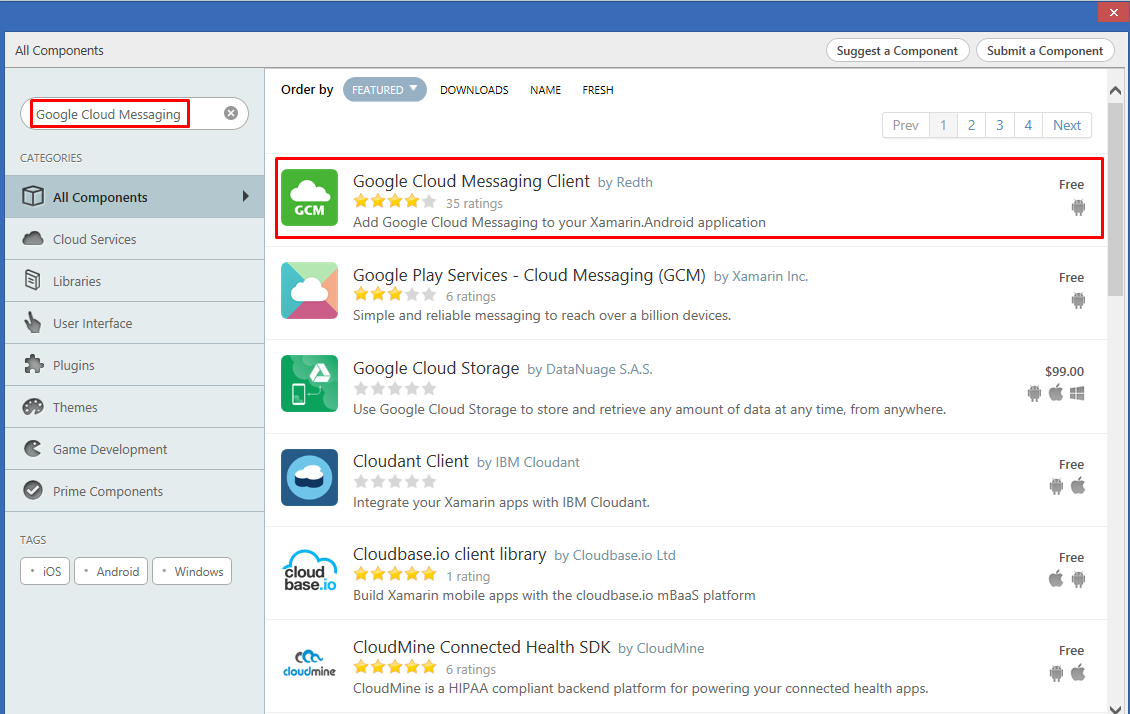 All Components
Suggest a Component
Submit a Component
Google Cloud Messaging
CATEGORIES
All Components
Cloud Services
Libraries
User Interface
Plugins
Themes
Game Development
Prime Components
TAGS
iOS
Android
Windows
Order by FEATURED DOWNLOADS NAME FRESH
Prev 1 2 3 4 Next
GCM
Google Cloud Messaging Client by Redth
Free
35 ratings
Add Google Cloud Messaging to your Xamarin.Android application
Google Play Services - Cloud Messaging (GCM) by Xamarin Inc.
Free
6 ratings
Simple and reliable messaging to reach over a billion devices.
Google Cloud Storage by DataNuage S.A.S.
$99.00
Use Google Cloud Storage to store and retrieve any amount of data at any time, from anywhere.
Cloudant Client by IBM Cloudant
Free
Integrate your Xamarin apps with IBM Cloudant.
cloud
base.io
Cloudbase.io client library by Cloudbase.io Ltd
Free
1 rating
Build Xamarin mobile apps with the cloudbase.io mBaaS platform
cloudmine
CloudMine Connected Health SDK by CloudMine
Free
6 ratings
CloudMine is a HIPAA compliant backend platform for powering your connected health apps.